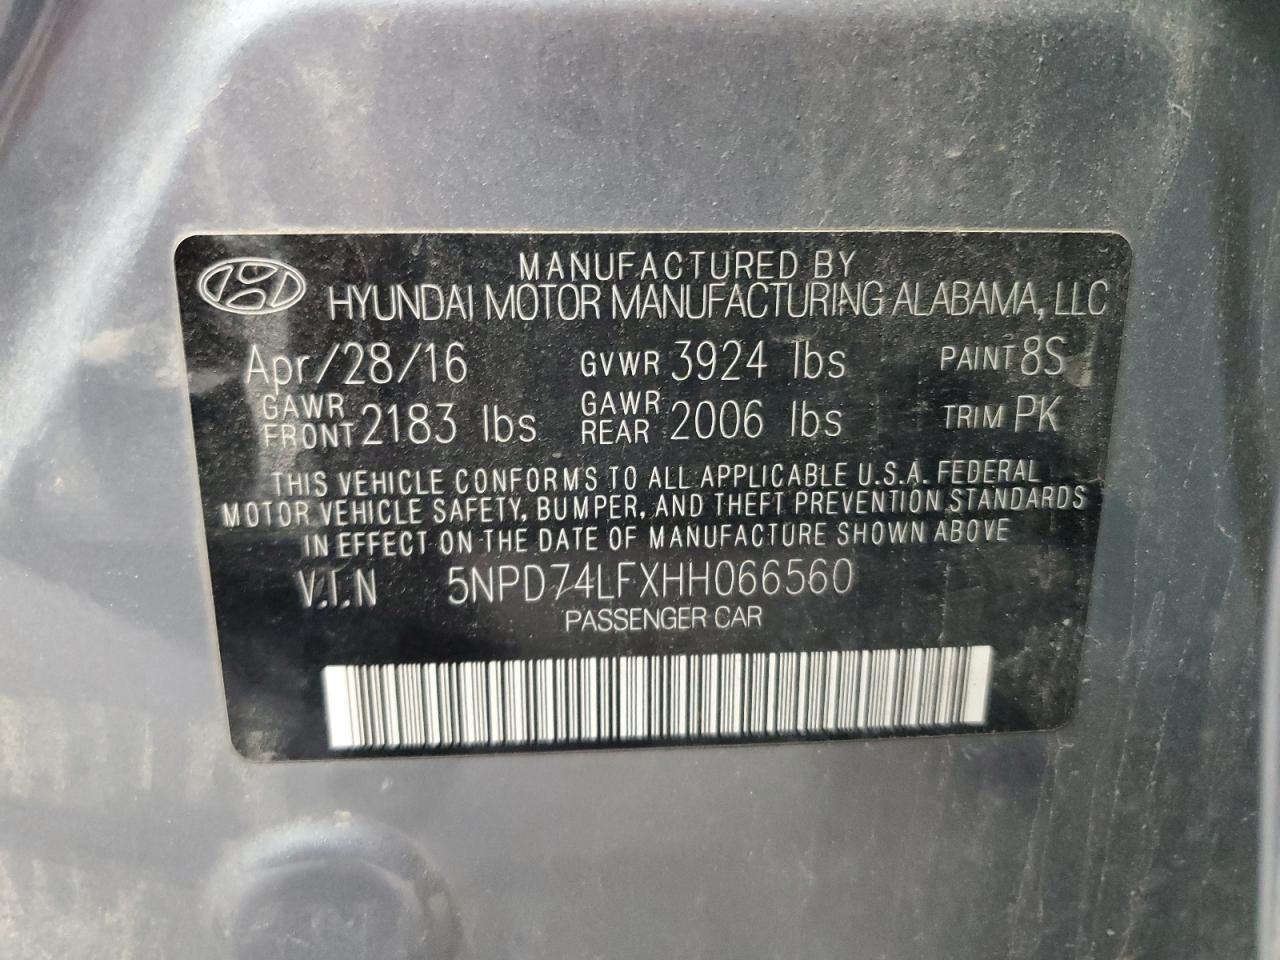 MANUFACTURED BY
HYUNDAI MOTOR MANUFACTURING ALABAMA, LLC
Apr/28/16 GVWR 3924 lbs PAINT 8S
GAWR FRONT 2183 lbs GAWR REAR 2006 lbs TRIM PK
THIS VEHICLE CONFORMS TO ALL APPLICABLE U.S.A. FEDERAL
MOTOR VEHICLE SAFETY, BUMPER, AND THEFT PREVENTION STANDARDS
IN EFFECT ON THE DATE OF MANUFACTURE SHOWN ABOVE
V.I.N 5NPD74LFXHH066560
PASSENGER CAR